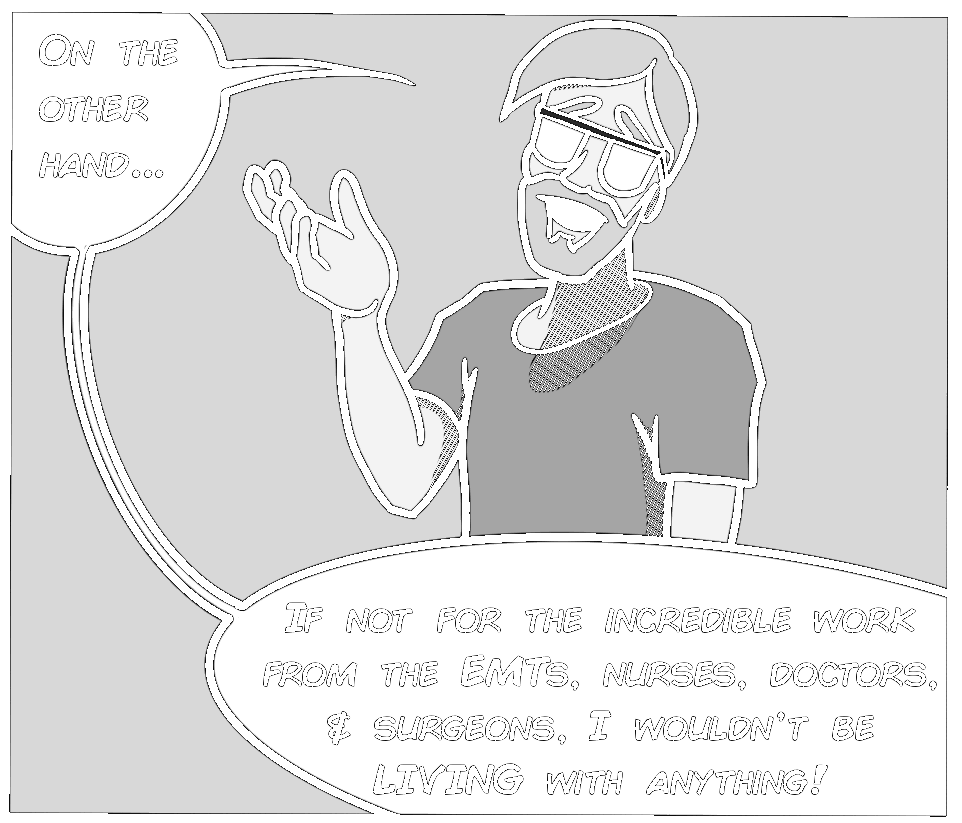 On the
other
hand...
If not for the incredible work
from the EMTs, nurses, doctors,
& surgeons, I wouldn't be
LIVING with anything!